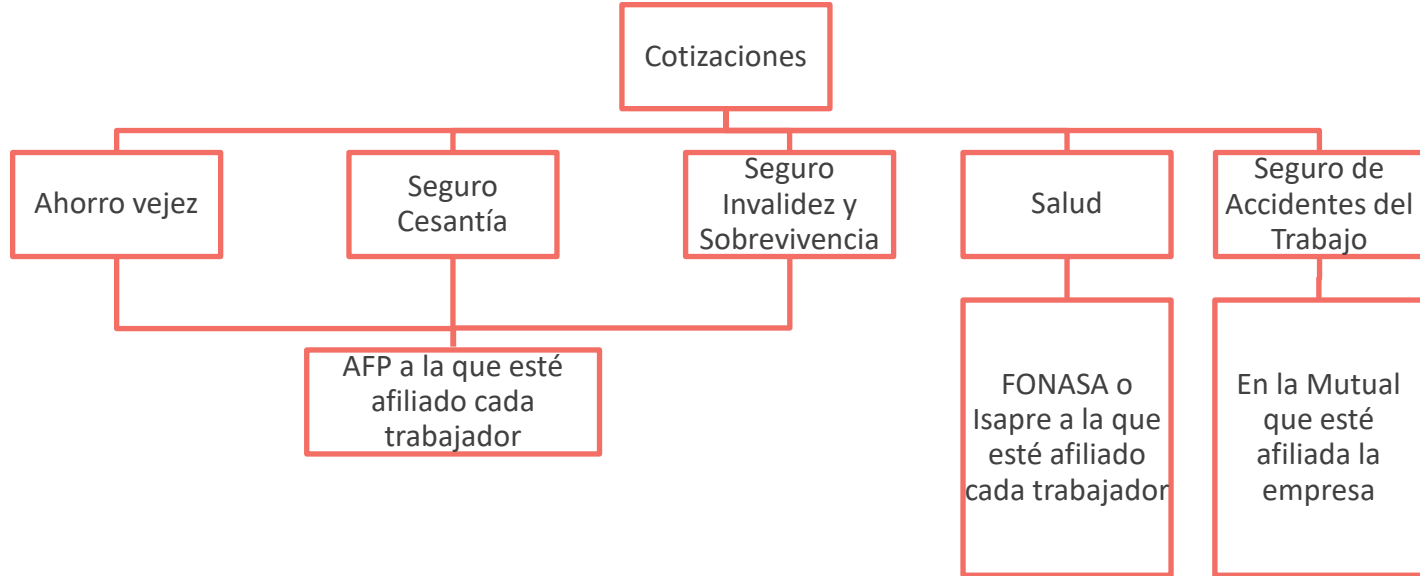 Cotizaciones
Ahorro vejez
Seguro
Cesantía
Seguro
Invalidez y
Sobrevivencia
Salud
Seguro de
Accidentes del
Trabajo
AFP a la que esté
afiliado cada
trabajador
FONASA o
Isapre a la que
esté afiliado
cada trabajador
En la Mutual
que esté
afiliada la
empresa